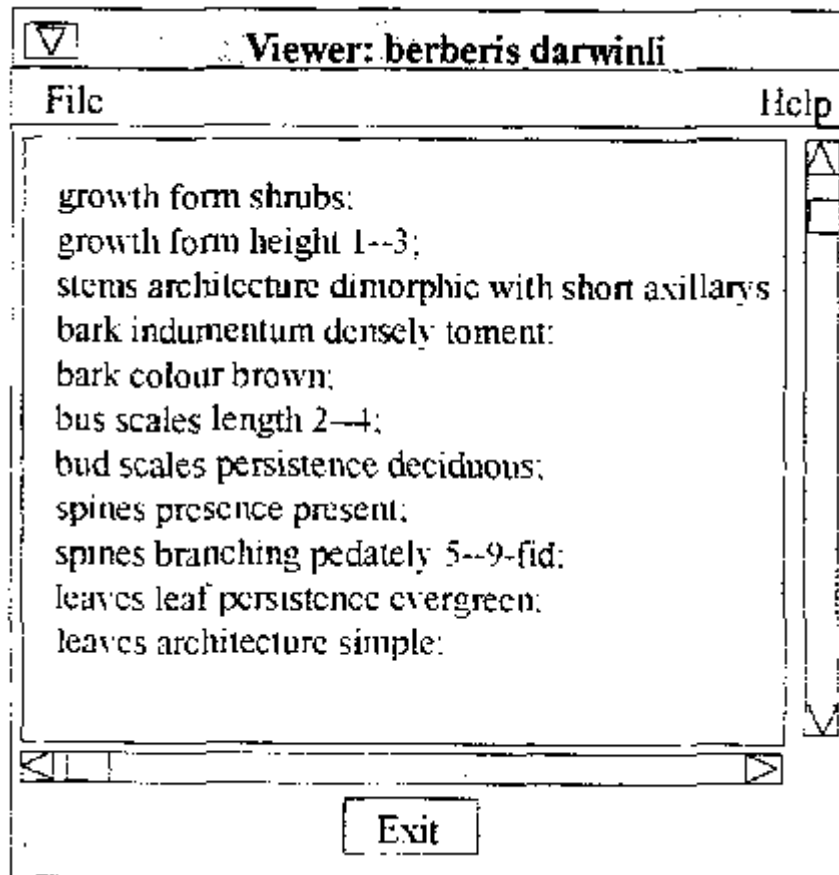 Viewer: berberis darwinli
File Help
growth form shrubs;
growth form height 1--3;
stems architecture dimorphic with short axillarys
bark indumentum densely toment;
bark colour brown;
bus scales length 2--4;
bud scales persistence deciduous;
spines presence present;
spines branching pedately 5--9-fid;
leaves leaf persistence evergreen;
leaves architecture simple;
Exit